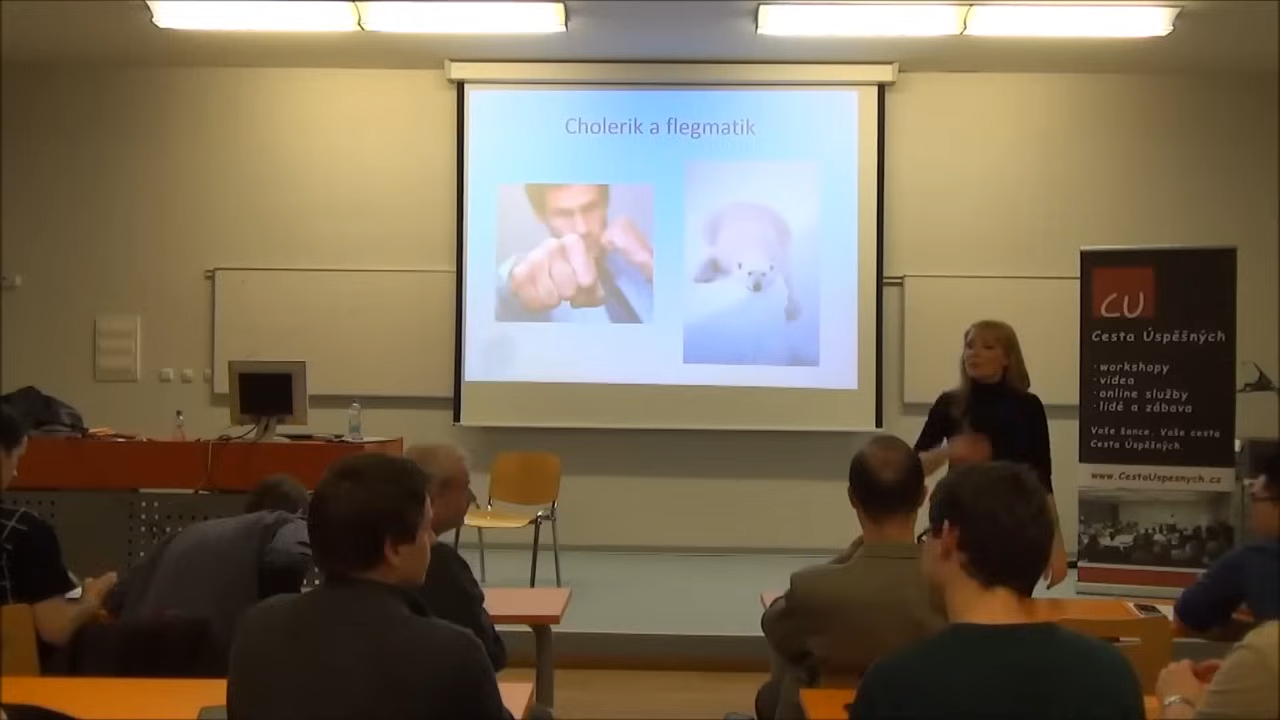 Cholerik a flegmatik
CU
Cesta Úspěšných
·workshopy
·videa
·online služby
·lidé a zábava
Vaše šance, Vaše cesta
Cesta Úspěšných.
www.CestaUspesnych.cz